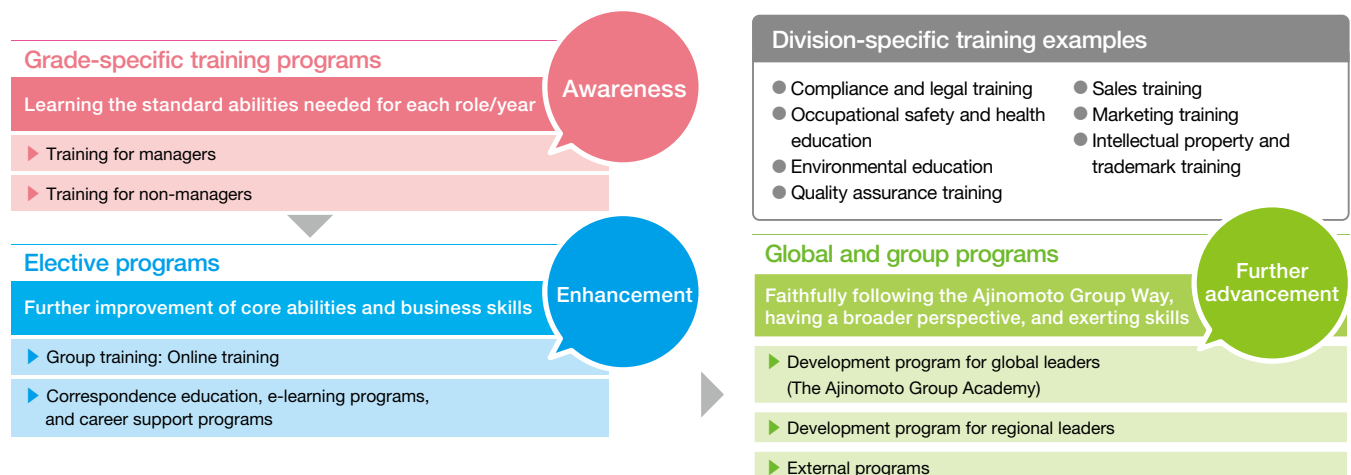 Grade-specific training programs
Awareness
Learning the standard abilities needed for each role/year
Training for managers
Training for non-managers
Elective programs
Enhancement
Further improvement of core abilities and business skills
Group training: Online training
Correspondence education, e-learning programs,
and career support programs
Division-specific training examples
Compliance and legal training
Occupational safety and health
education
Environmental education
Quality assurance training
Sales training
Marketing training
Intellectual property and
trademark training
Global and group programs
Further
advancement
Faithfully following the Ajinomoto Group Way,
having a broader perspective, and exerting skills
Development program for global leaders
(The Ajinomoto Group Academy)
Development program for regional leaders
External programs